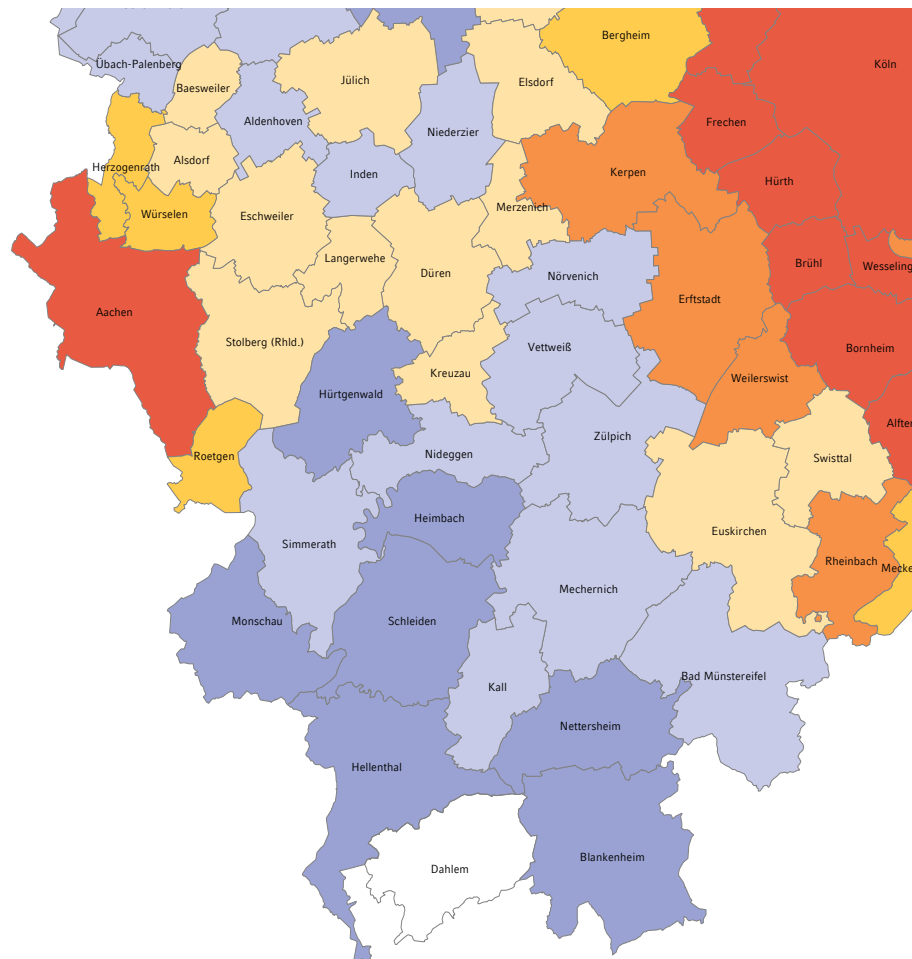 Bergheim
Köln
Übach-Palenberg
Jülich
Elsdorf
Baesweiler
Aldenhoven
Frechen
Niederzier
Alsdorf
Herzogenrath
Inden
Kerpen
Hürth
Würselen
Eschweiler
Merzenich
Langerwehe
Düren
Nörvenich
Brühl
Wesseling
Erftstadt
Aachen
Stolberg (Rhld.)
Vettweiß
Bornheim
Kreuzau
Weilerswist
Hürtgenwald
Alfter
Zülpich
Roetgen
Nideggen
Swisttal
Heimbach
Euskirchen
Simmerath
Rheinbach
Mecke
Mechernich
Monschau
Schleiden
Bad Münstereifel
Kall
Nettersheim
Hellenthal
Blankenheim
Dahlem